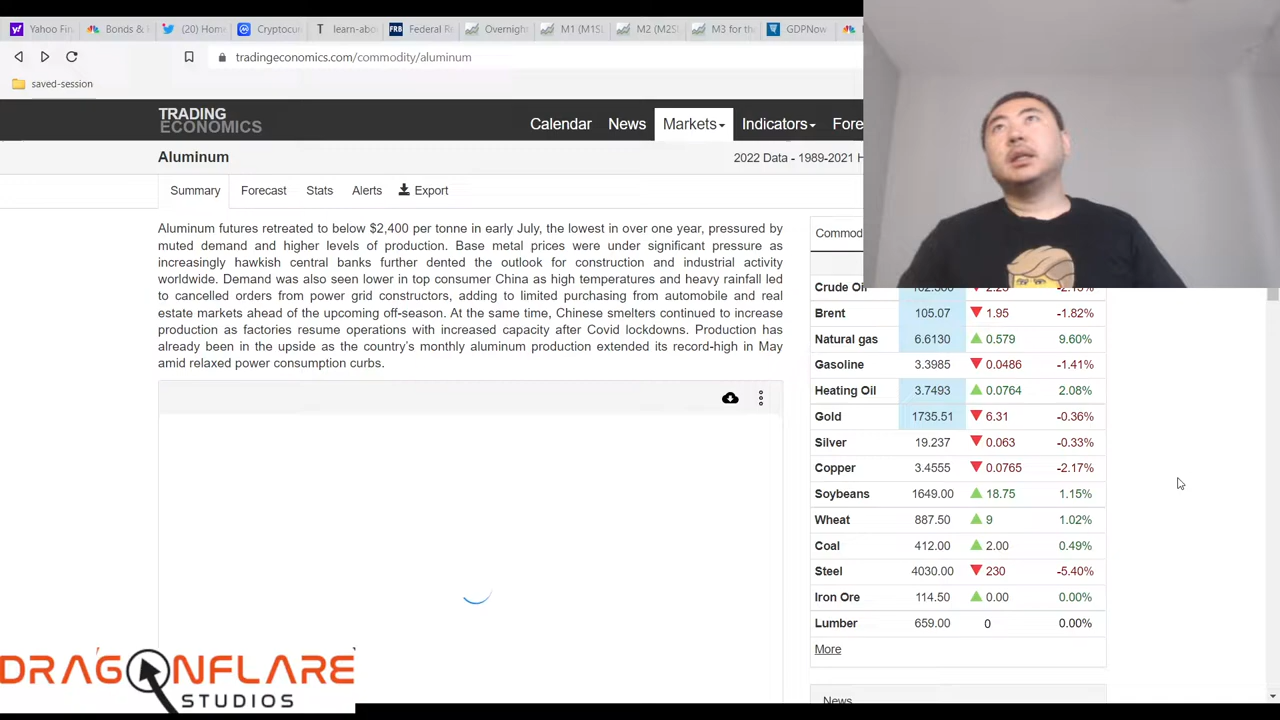 Yahoo Fin
Bonds &
(20) Home
Cryptocu
learn-abo
FRB
Federal Re
Overnight
M1 (M1SL
M2 (M2S
M3 for the
GDPNow
tradingeconomics.com/commodity/aluminum
saved-session
TRADING
ECONOMICS
Calendar News Markets Indicators Fore
Aluminum
2022 Data - 1989-2021 H
Summary Forecast Stats Alerts Export
Aluminum futures retreated to below $2,400 per tonne in early July, the lowest in over one year, pressured by
muted demand and higher levels of production. Base metal prices were under significant pressure as
increasingly hawkish central banks further dented the outlook for construction and industrial activity
worldwide. Demand was also seen lower in top consumer China as high temperatures and heavy rainfall led
to cancelled orders from power grid constructors, adding to limited purchasing from automobile and real
estate markets ahead of the upcoming off-season. At the same time, Chinese smelters continued to increase
production as factories resume operations with increased capacity after Covid lockdowns. Production has
already been in the upside as the country's monthly aluminum production extended its record-high in May
amid relaxed power consumption curbs.
Commod
Crude Oil
Brent 105.07 1.95 -1.82%
Natural gas 6.6130 0.579 9.60%
Gasoline 3.3985 0.0486 -1.41%
Heating Oil 3.7493 0.0764 2.08%
Gold 1735.51 6.31 -0.36%
Silver 19.237 0.063 -0.33%
Copper 3.4555 0.0765 -2.17%
Soybeans 1649.00 18.75 1.15%
Wheat 887.50 9 1.02%
Coal 412.00 2.00 0.49%
Steel 4030.00 230 -5.40%
Iron Ore 114.50 0.00 0.00%
Lumber 659.00 0 0.00%
More
News
DRAGONFLARE
STUDIOS